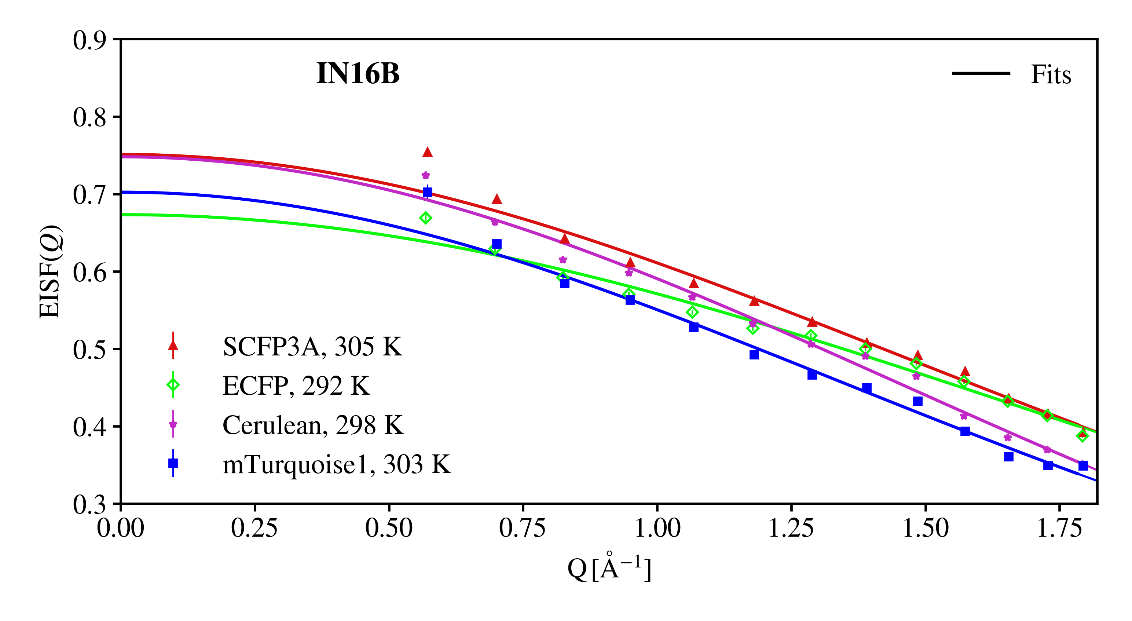 IN16B
Fits
EISF(Q)
0.9
0.8
0.7
0.6
0.5
0.4
0.3
SCFP3A, 305 K
ECFP, 292 K
Cerulean, 298 K
mTurquoise1, 303 K
0.00 0.25 0.50 0.75 1.00 1.25 1.50 1.75
Q [Å⁻¹]